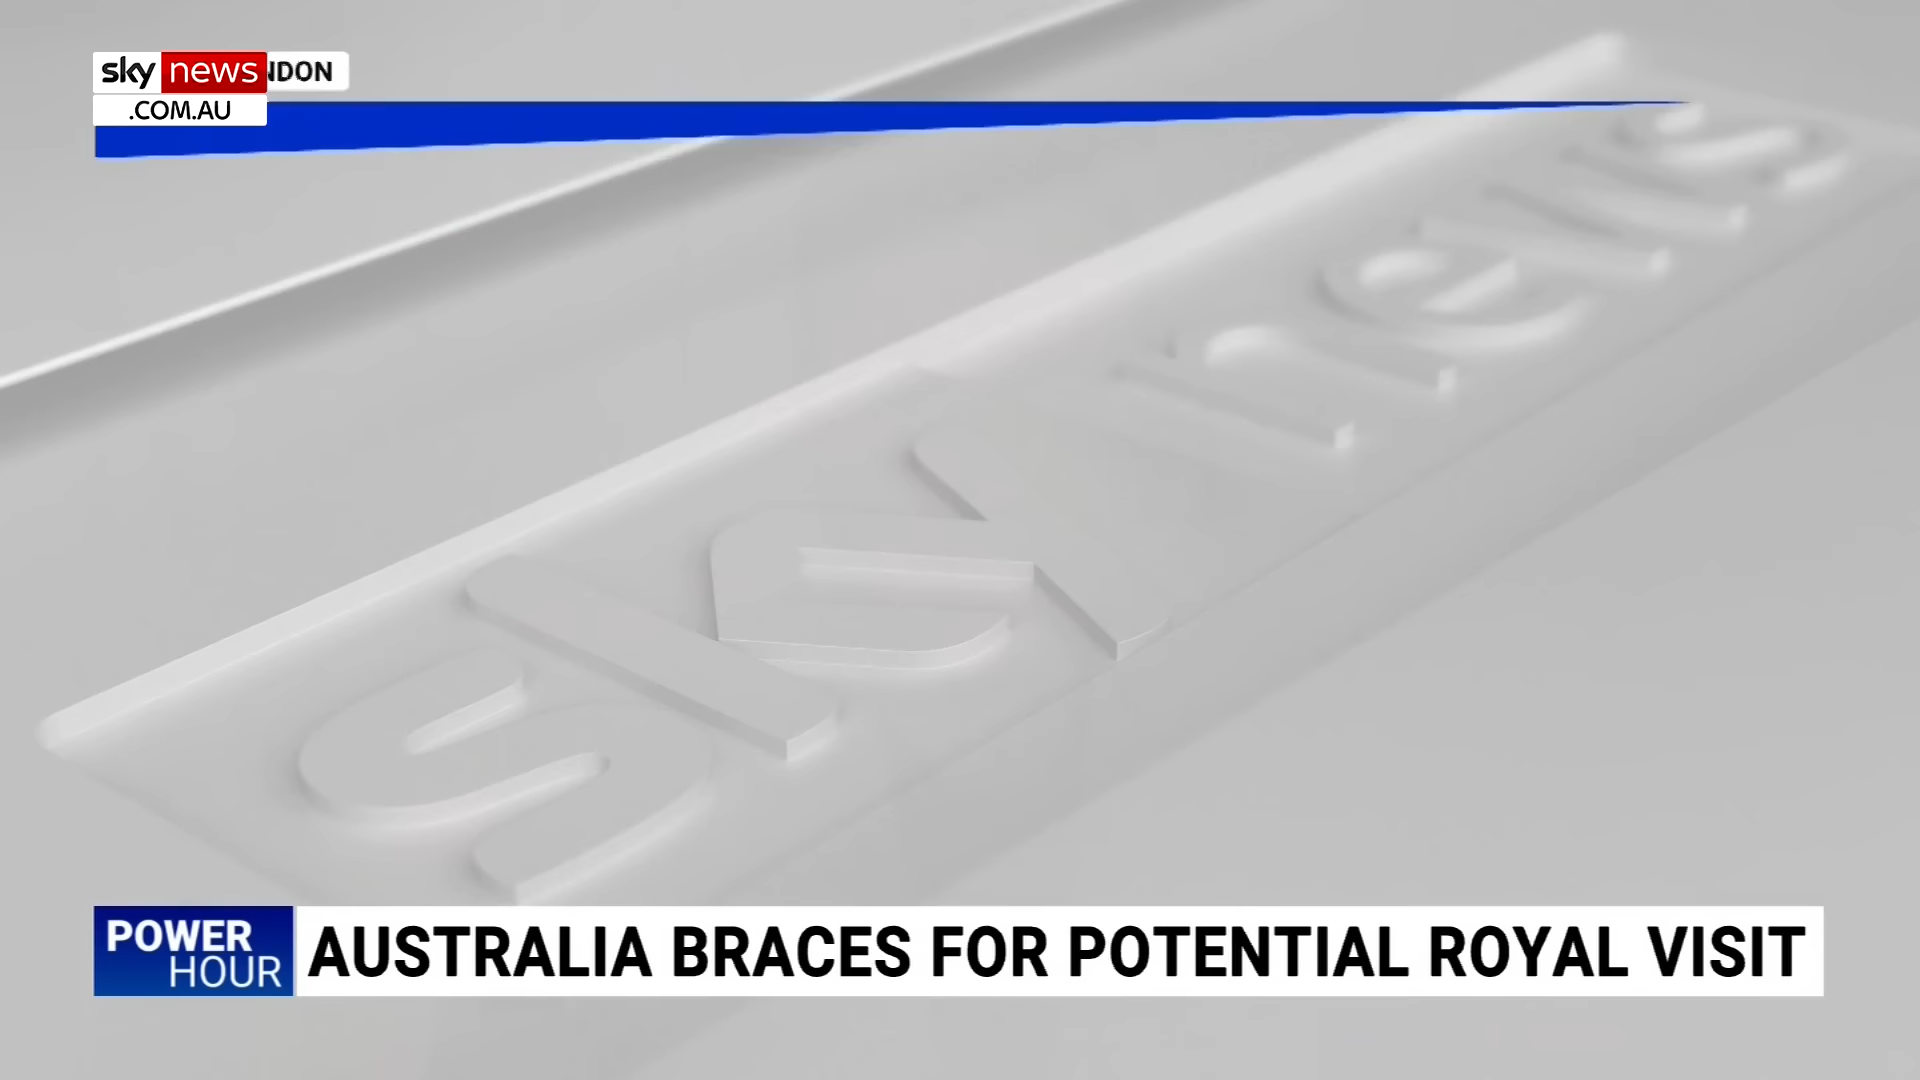 sky news NDON
.COM.AU
sky news
POWER HOUR
AUSTRALIA BRACES FOR POTENTIAL ROYAL VISIT